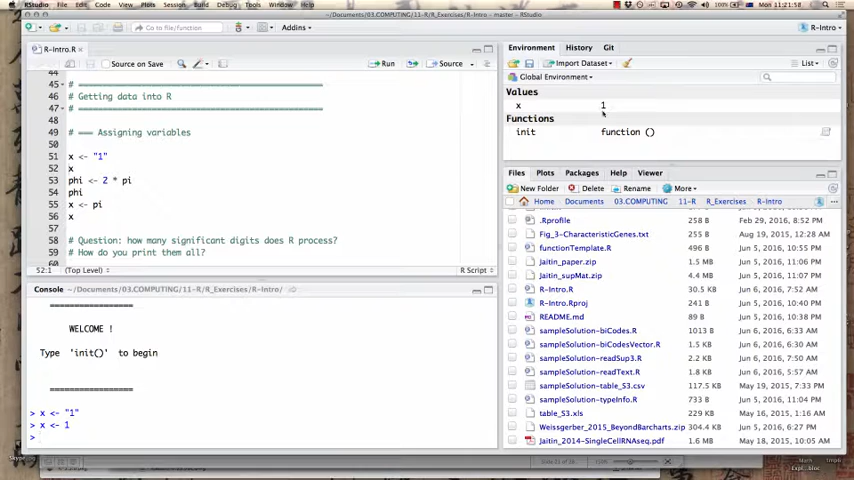 RStudio File Edit Code View Plots Session Build Debug Tools Window Help
100% Jun 6 11:21:58
~/Documents/03.COMPUTING/11-R/R_Exercises/R-Intro - master - RStudio
Go to file/function
Addins
R-Intro
R-Intro.R
Source on Save
Run
Source
44
45 # ==========================================
46 # Getting data into R
47 # ==========================================
48
49 # === Assigning variables
50
51 x <- "1"
52 x
53 phi <- 2 * pi
54 phi
55 x <- pi
56 x
57
58 # Question: how many significant digits does R process?
59 # How do you print them all?
60
52:1 (Top Level) R Script
Console ~/Documents/03.COMPUTING/11-R/R_Exercises/R-Intro/
================
WELCOME !
Type 'init()' to begin
================
> x <- "1"
> x <- 1
>
Environment History Git
Import Dataset List
Global Environment
Values
x 1
Functions
init function ()
Files Plots Packages Help Viewer
New Folder Delete Rename More
Home Documents 03.COMPUTING 11-R R_Exercises R-Intro
.Rprofile 258 B Feb 29, 2016, 8:52 PM
Fig_3-CharacteristicGenes.txt 255 B Aug 19, 2015, 12:28 AM
functionTemplate.R 496 B Jun 5, 2016, 10:55 PM
Jaitin_paper.zip 1.5 MB Jun 5, 2016, 11:06 PM
Jaitin_supMat.zip 4.4 MB Jun 5, 2016, 11:06 PM
R-Intro.R 30.5 KB Jun 6, 2016, 7:52 AM
R-Intro.Rproj 241 B Jun 5, 2016, 10:40 PM
README.md 89 B Jun 5, 2016, 10:38 PM
sampleSolution-biCodes.R 1013 B Jun 6, 2016, 6:33 AM
sampleSolution-biCodesVector.R 1.5 KB Jun 6, 2016, 6:30 AM
sampleSolution-readSup3.R 2.2 KB Jun 6, 2016, 6:37 AM
sampleSolution-readText.R 1.8 KB Jun 6, 2016, 5:57 AM
sampleSolution-table_S3.csv 117.5 KB May 19, 2015, 7:33 PM
sampleSolution-typeInfo.R 733 B Jun 5, 2016, 11:04 PM
table_S3.xls 229 KB May 16, 2015, 1:16 AM
Weissgerber_2015_BeyondBarcharts.zip 304.4 KB Jun 6, 2016, 6:27 PM
Jaitin_2014-SingleCellRNAseq.pdf 1.6 MB May 18, 2015, 10:05 AM